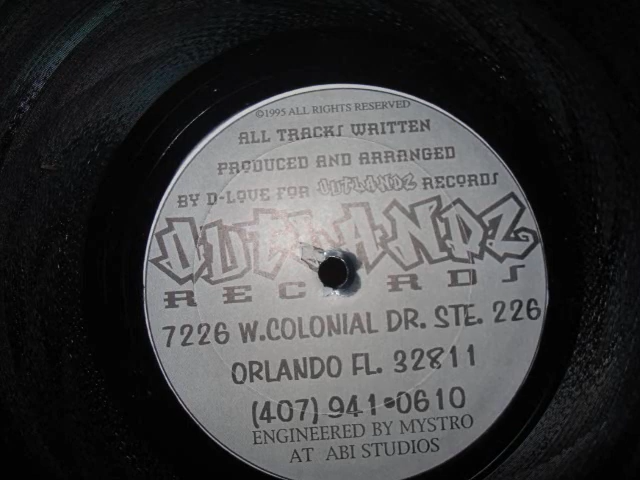 ©1995 ALL RIGHTS RESERVED
ALL TRACKS WRITTEN
PRODUCED AND ARRANGED
BY D-LOVE FOR OUTLANDZ RECORDS
OUTLANDZ
RECORDS
7226 W.COLONIAL DR. STE. 226
ORLANDO FL. 32811
(407) 941•0610
ENGINEERED BY MYSTRO
AT ABI STUDIOS